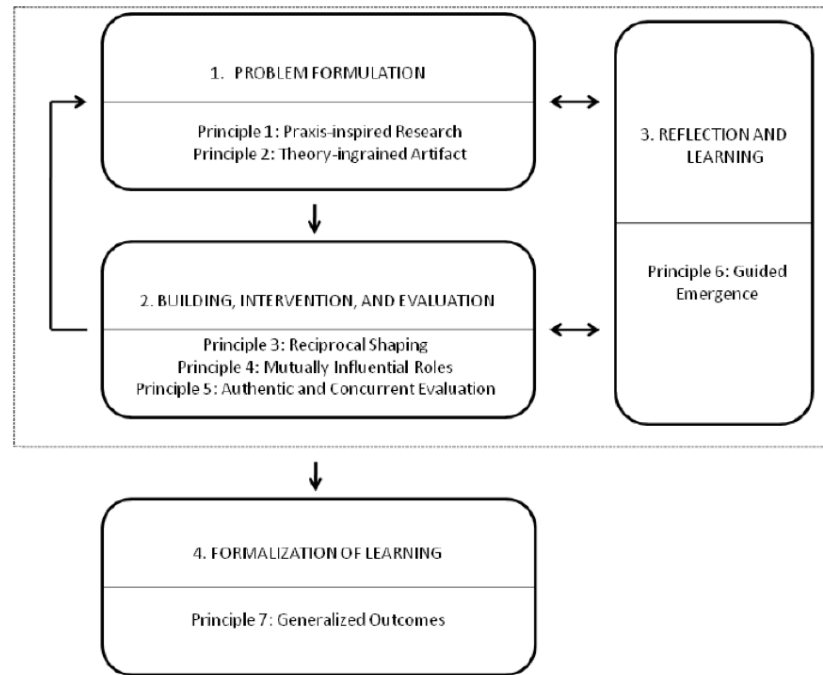 1. PROBLEM FORMULATION
Principle 1: Praxis-inspired Research
Principle 2: Theory-ingrained Artifact
2. BUILDING, INTERVENTION, AND EVALUATION
Principle 3: Reciprocal Shaping
Principle 4: Mutually Influential Roles
Principle 5: Authentic and Concurrent Evaluation
3. REFLECTION AND
LEARNING
Principle 6: Guided
Emergence
4. FORMALIZATION OF LEARNING
Principle 7: Generalized Outcomes